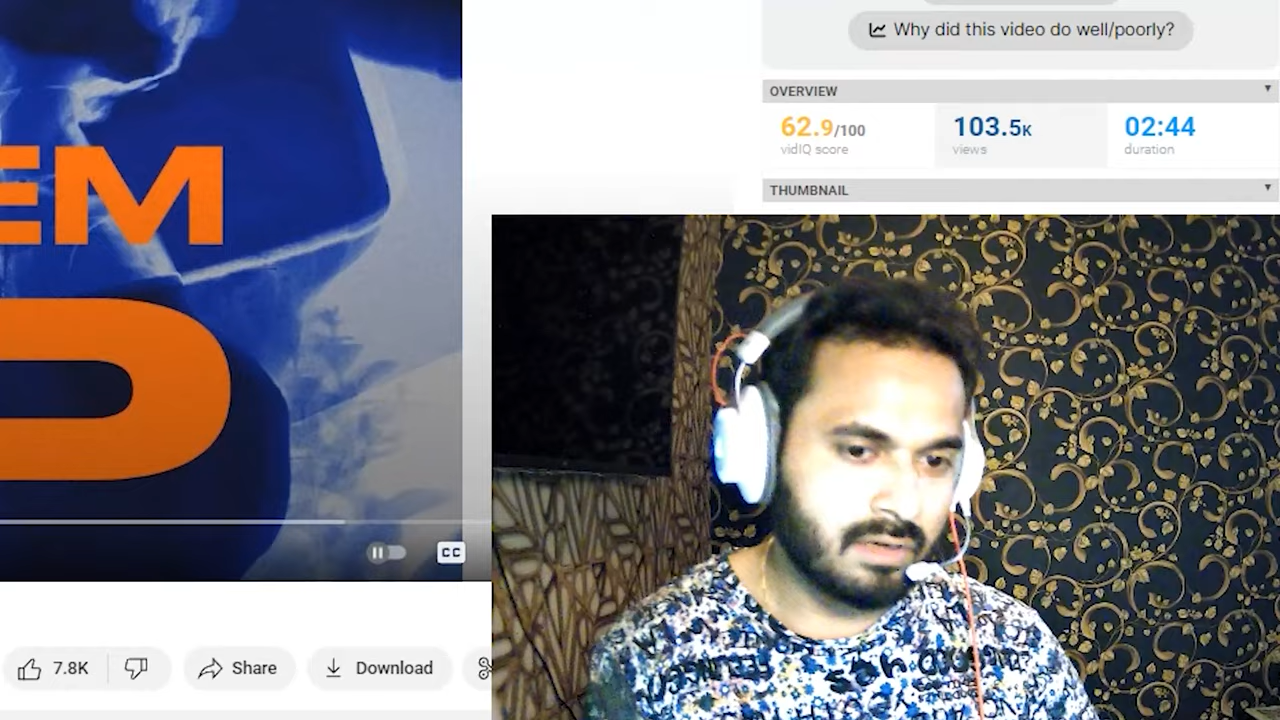 Why did this video do well/poorly?
OVERVIEW
62.9/100
103.5K
02:44
vidIQ score
views
duration
THUMBNAIL
EM
CC
7.8K
Share
Download